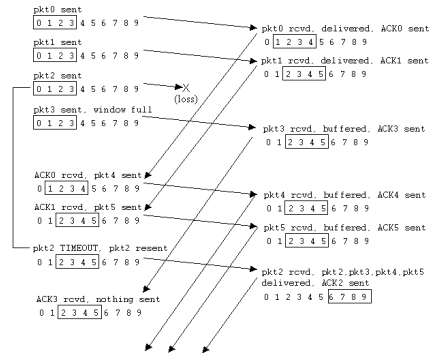 pkt0 sent
0 1 2 3 4 5 6 7 8 9
pkt1 sent
0 1 2 3 4 5 6 7 8 9
pkt2 sent
0 1 2 3 4 5 6 7 8 9
X
(loss)
pkt3 sent, window full
0 1 2 3 4 5 6 7 8 9
ACK0 rcvd, pkt4 sent
0 1 2 3 4 5 6 7 8 9
ACK1 rcvd, pkt5 sent
0 1 2 3 4 5 6 7 8 9
pkt2 TIMEOUT, pkt2 resent
0 1 2 3 4 5 6 7 8 9
ACK3 rcvd, nothing sent
0 1 2 3 4 5 6 7 8 9
pkt0 rcvd, delivered, ACK0 sent
0 1 2 3 4 5 6 7 8 9
pkt1 rcvd, delivered, ACK1 sent
0 1 2 3 4 5 6 7 8 9
pkt3 rcvd, buffered, ACK3 sent
0 1 2 3 4 5 6 7 8 9
pkt4 rcvd, buffered, ACK4 sent
0 1 2 3 4 5 6 7 8 9
pkt5 rcvd, buffered, ACK5 sent
0 1 2 3 4 5 6 7 8 9
pkt2 rcvd, pkt2,pkt3,pkt4,pkt5
delivered, ACK2 sent
0 1 2 3 4 5 6 7 8 9